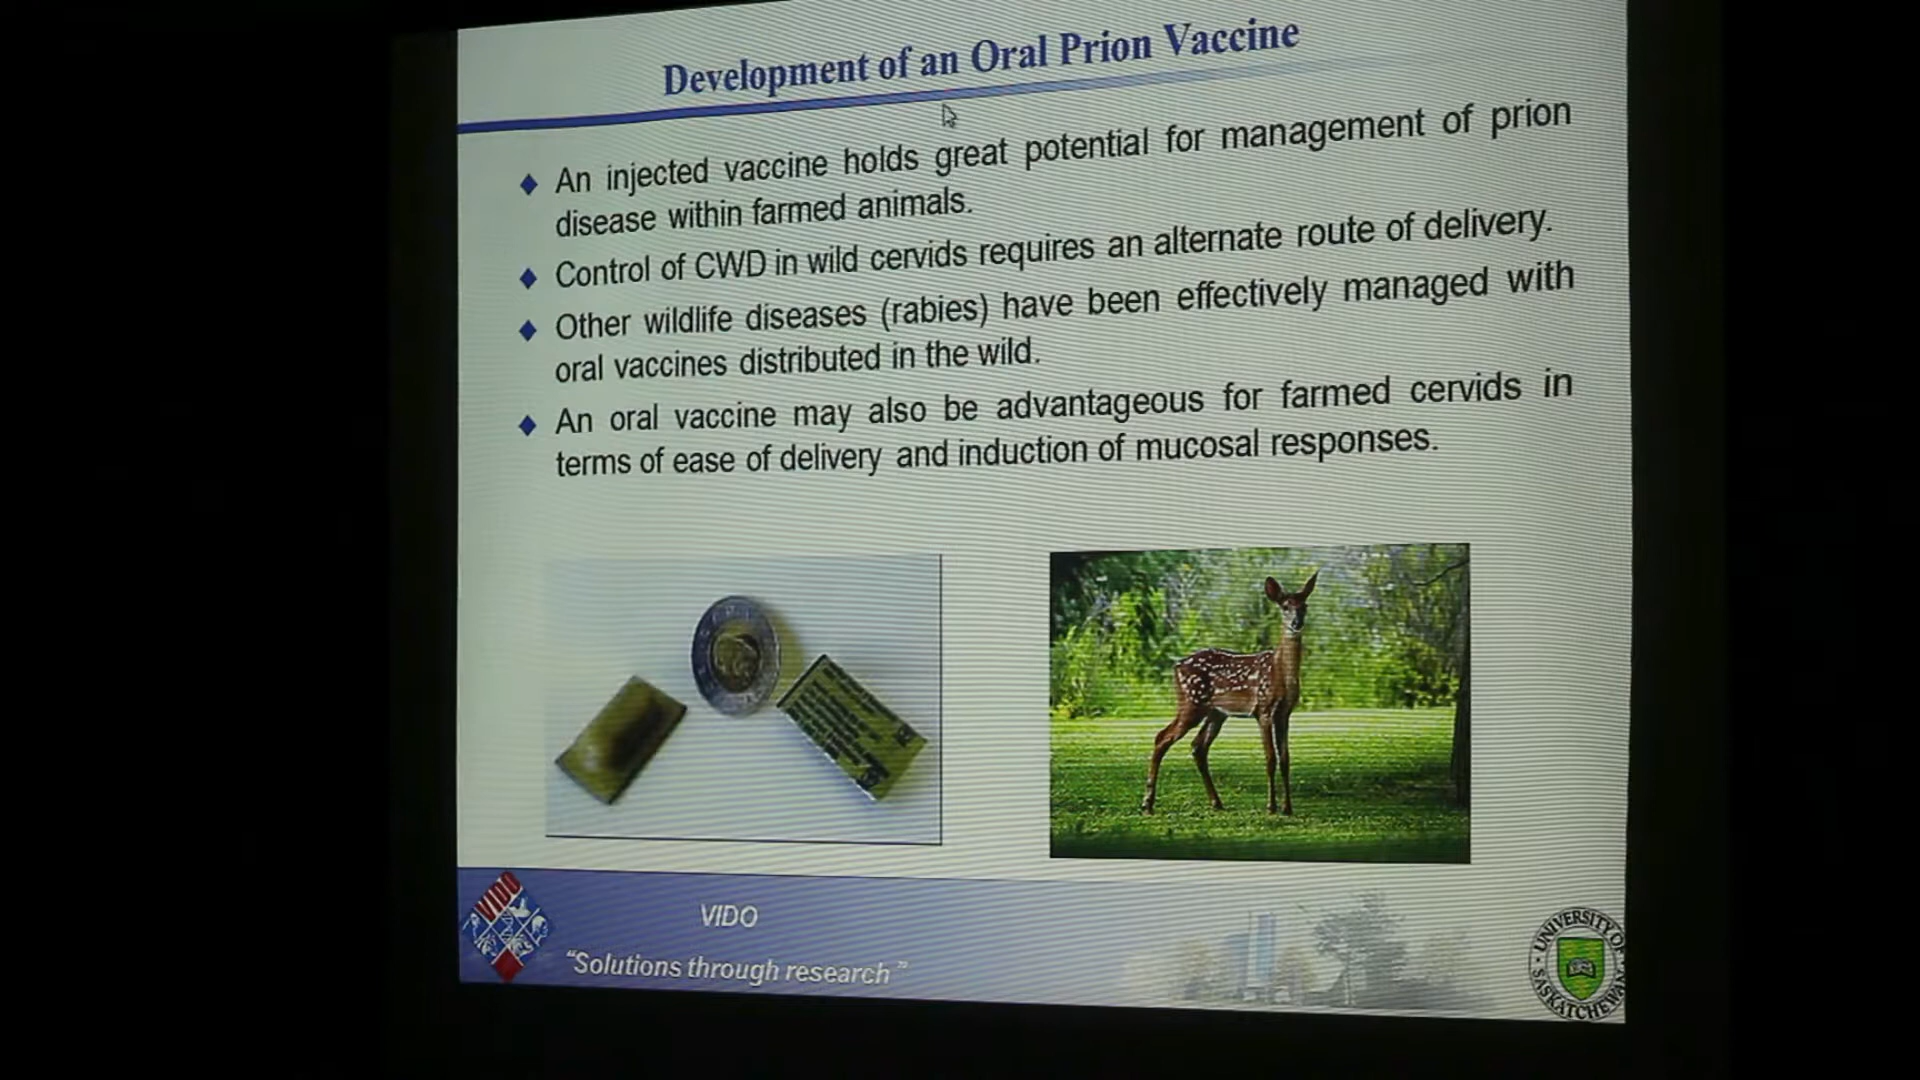 Development of an Oral Prion Vaccine
An injected vaccine holds great potential for management of prion
disease within farmed animals.
Control of CWD in wild cervids requires an alternate route of delivery.
Other wildlife diseases (rabies) have been effectively managed with
oral vaccines distributed in the wild.
An oral vaccine may also be advantageous for farmed cervids in
terms of ease of delivery and induction of mucosal responses.
VIDO
VIDO
"Solutions through research"
UNIVERSITY OF
SASKATCHEWAN